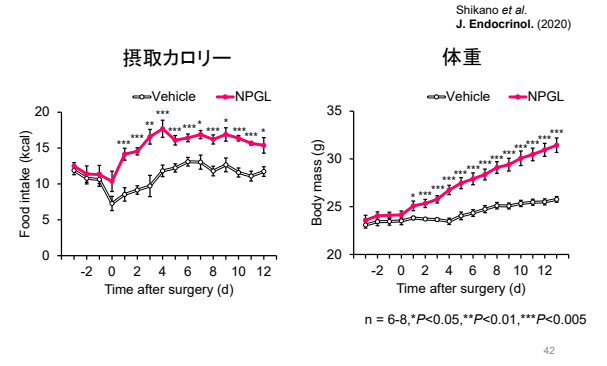 Shikano et al.
J. Endocrinol. (2020)
摂取カロリー
体重
Vehicle NPGL
Vehicle NPGL
Food intake (kcal)
20
15
10
5
0
*** *** ** *** *** *** * *** * *** *** *
-2 0 2 4 6 8 10 12
Time after surgery (d)
Body mass (g)
35
30
25
20
* *** *** *** *** *** *** *** *** *** *** *** ***
-2 0 2 4 6 8 10 12
Time after surgery (d)
n = 6-8,*P<0.05,**P<0.01,***P<0.005
42